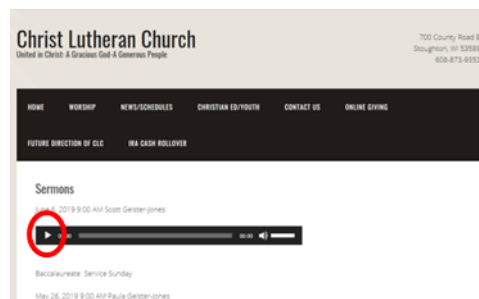 Christ Lutheran Church
United in Christ: A Gracious God-A Generous People
700 County Road B
Stoughton, WI 53589
608-873-9353
HOME WORSHIP NEWS/SCHEDULES CHRISTIAN ED/YOUTH CONTACT US ONLINE GIVING
FUTURE DIRECTION OF CLC IRA CASH ROLLOVER
Sermons
2019 9:00 AM Scott Geister-Jones
00:00
Baccalaureate Service Sunday
May 26, 2019 9:00 AM Paula Geister-Jones